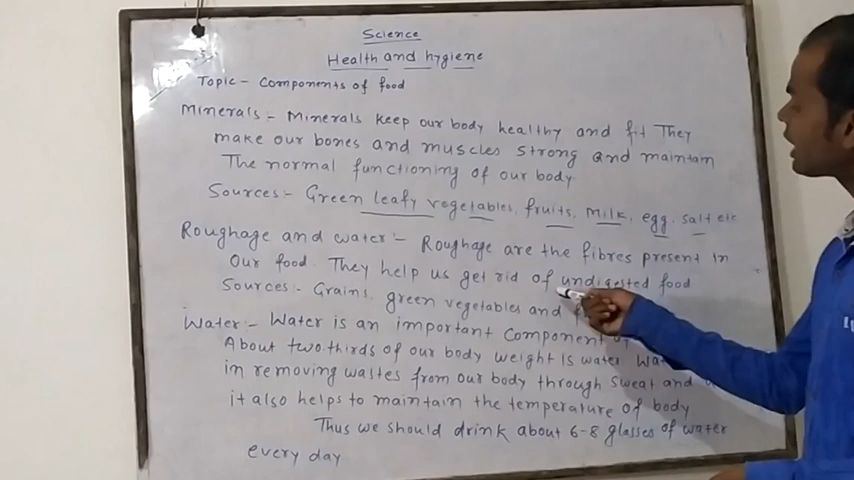 Science
Health and hygiene
Topic - Components of food
Minerals - Minerals keep our body healthy and fit They
make our bones and muscles strong and maintain
The normal functioning of our body
Sources - Green leafy vegetables, fruits, milk, egg, salt etc
Roughage and water - Roughage are the fibres present in
Our food. They help us get rid of undigested food
Sources - Grains, green vegetables and
Water - Water is an important component
About two thirds of our body weight is water
in removing wastes from our body through sweat and
it also helps to maintain the temperature of body
Thus we should drink about 6-8 glasses of water
every day